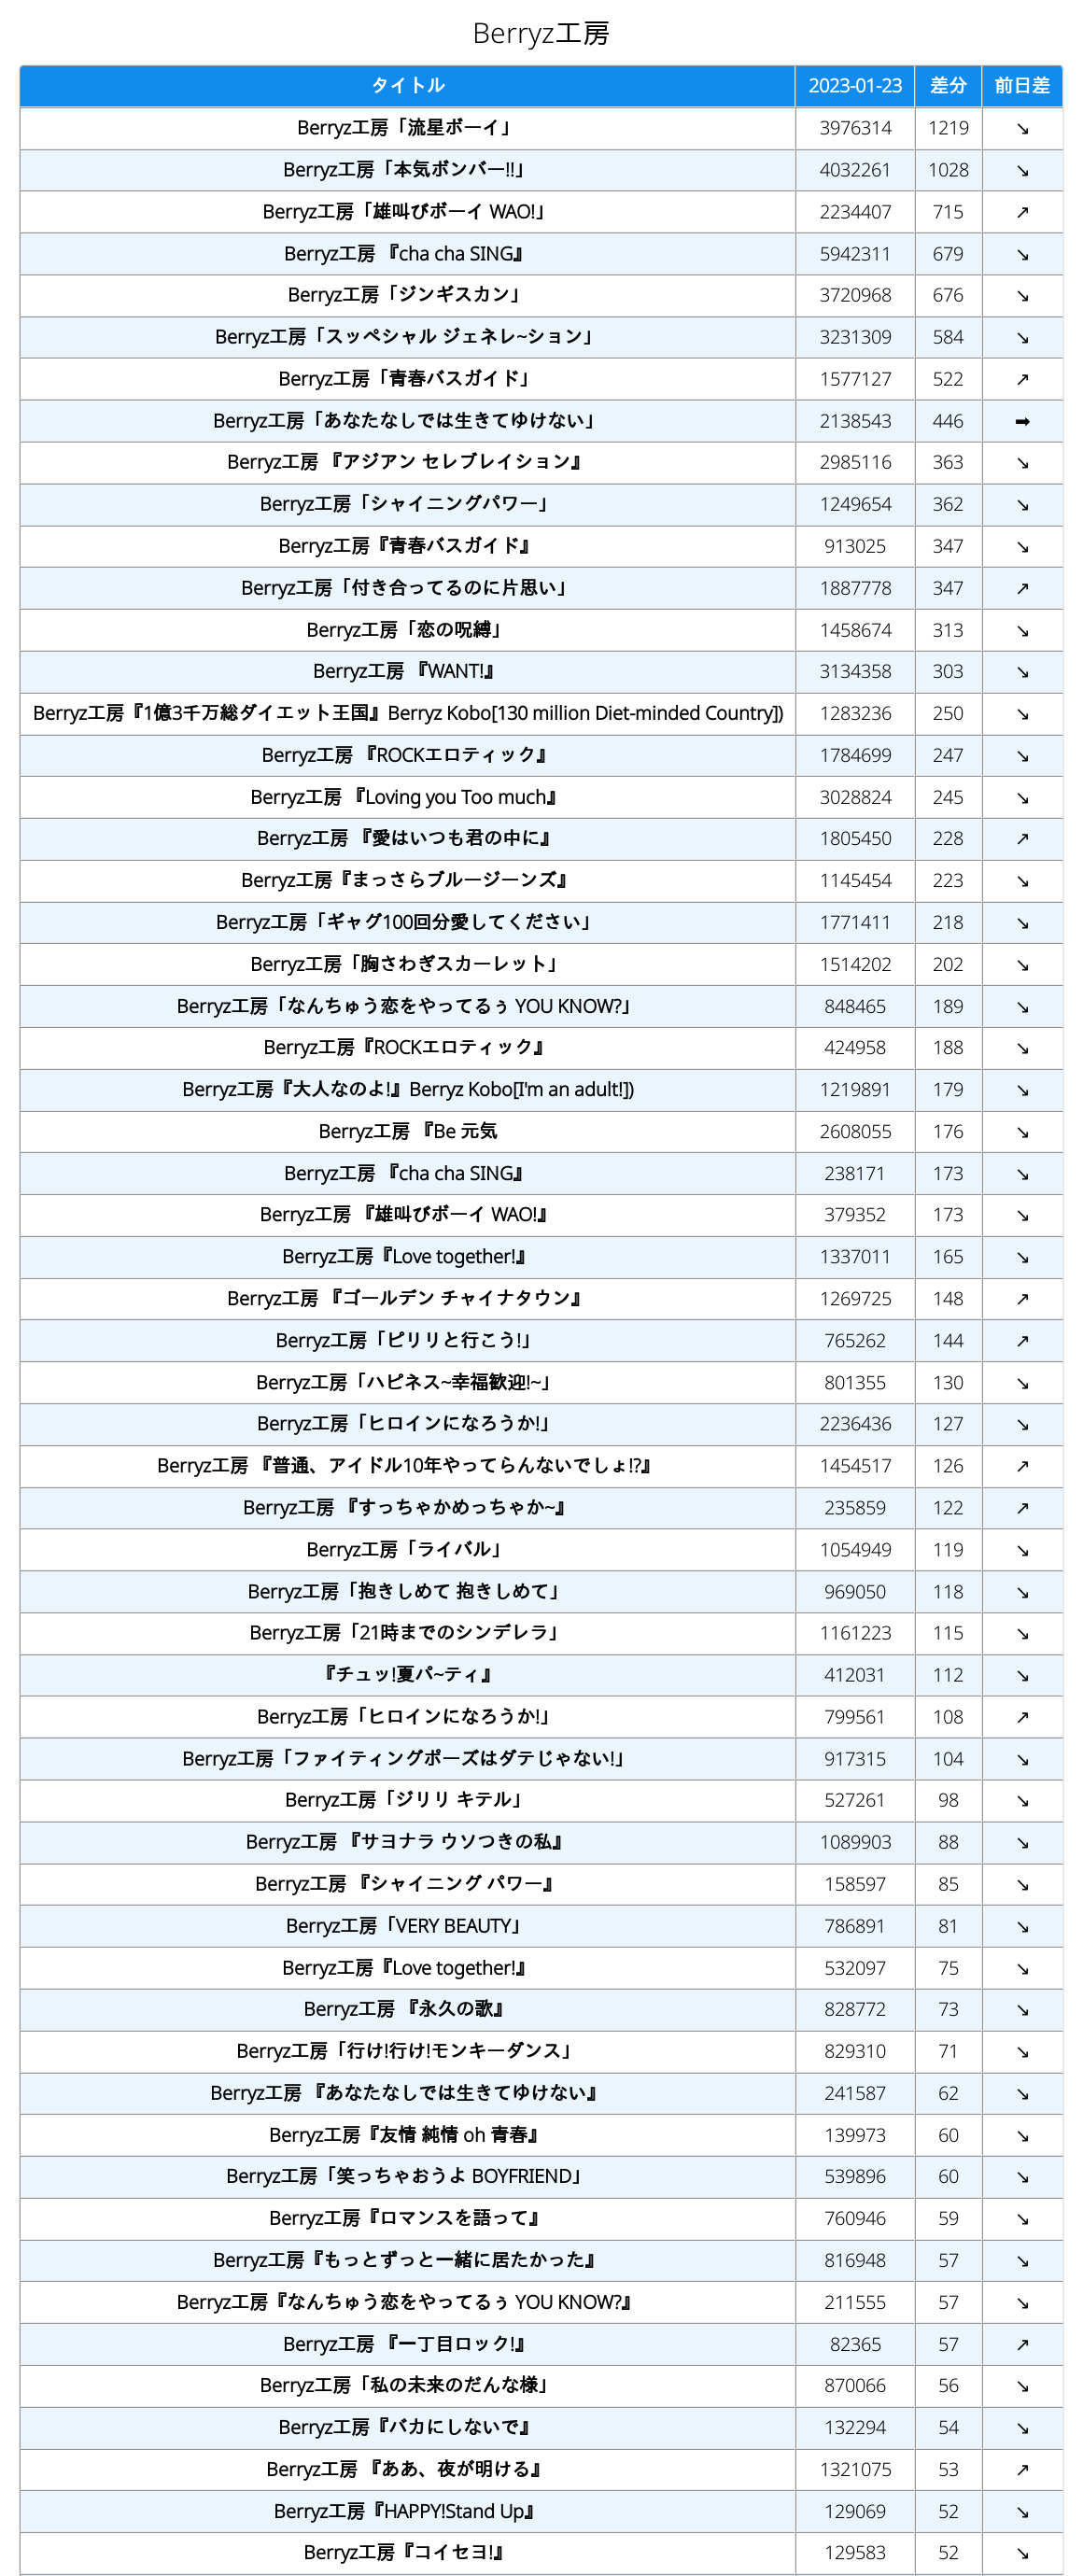 Berryz工房
タイトル 2023-01-23 差分 前日差
Berryz工房「流星ボーイ」 3976314 1219 ↘
Berryz工房「本気ボンバー!!」 4032261 1028 ↘
Berryz工房「雄叫びボーイ WAO!」 2234407 715 ↗
Berryz工房 『cha cha SING』 5942311 679 ↘
Berryz工房「ジンギスカン」 3720968 676 ↘
Berryz工房「スッペシャル ジェネレ~ション」 3231309 584 ↘
Berryz工房「青春バスガイド」 1577127 522 ↗
Berryz工房「あなたなしでは生きてゆけない」 2138543 446 ➡
Berryz工房 『アジアン セレブレイション』 2985116 363 ↘
Berryz工房「シャイニングパワー」 1249654 362 ↘
Berryz工房『青春バスガイド』 913025 347 ↘
Berryz工房「付き合ってるのに片思い」 1887778 347 ↗
Berryz工房「恋の呪縛」 1458674 313 ↘
Berryz工房 『WANT!』 3134358 303 ↘
Berryz工房『1億3千万総ダイエット王国』Berryz Kobo[130 million Diet-minded Country]) 1283236 250 ↘
Berryz工房 『ROCKエロティック』 1784699 247 ↘
Berryz工房 『Loving you Too much』 3028824 245 ↘
Berryz工房 『愛はいつも君の中に』 1805450 228 ↗
Berryz工房『まっさらブルージーンズ』 1145454 223 ↘
Berryz工房「ギャグ100回分愛してください」 1771411 218 ↘
Berryz工房「胸さわぎスカーレット」 1514202 202 ↘
Berryz工房「なんちゅう恋をやってるぅ YOU KNOW?」 848465 189 ↘
Berryz工房『ROCKエロティック』 424958 188 ↘
Berryz工房『大人なのよ!』Berryz Kobo[I'm an adult!]) 1219891 179 ↘
Berryz工房 『Be 元気 2608055 176 ↘
Berryz工房 『cha cha SING』 238171 173 ↘
Berryz工房 『雄叫びボーイ WAO!』 379352 173 ↘
Berryz工房『Love together!』 1337011 165 ↘
Berryz工房 『ゴールデン チャイナタウン』 1269725 148 ↗
Berryz工房「ピリリと行こう!」 765262 144 ↗
Berryz工房「ハピネス~幸福歓迎!~」 801355 130 ↘
Berryz工房「ヒロインになろうか!」 2236436 127 ↘
Berryz工房 『普通、アイドル10年やってらんないでしょ!?』 1454517 126 ↗
Berryz工房 『すっちゃかめっちゃか~』 235859 122 ↗
Berryz工房「ライバル」 1054949 119 ↘
Berryz工房「抱きしめて 抱きしめて」 969050 118 ↘
Berryz工房「21時までのシンデレラ」 1161223 115 ↘
『チュッ!夏パ~ティ』 412031 112 ↘
Berryz工房「ヒロインになろうか!」 799561 108 ↗
Berryz工房「ファイティングポーズはダテじゃない!」 917315 104 ↘
Berryz工房「ジリリ キテル」 527261 98 ↘
Berryz工房 『サヨナラ ウソつきの私』 1089903 88 ↘
Berryz工房 『シャイニング パワー』 158597 85 ↘
Berryz工房「VERY BEAUTY」 786891 81 ↘
Berryz工房『Love together!』 532097 75 ↘
Berryz工房 『永久の歌』 828772 73 ↘
Berryz工房「行け!行け!モンキーダンス」 829310 71 ↘
Berryz工房 『あなたなしでは生きてゆけない』 241587 62 ↘
Berryz工房『友情 純情 oh 青春』 139973 60 ↘
Berryz工房「笑っちゃおうよ BOYFRIEND」 539896 60 ↘
Berryz工房『ロマンスを語って』 760946 59 ↘
Berryz工房『もっとずっと一緒に居たかった』 816948 57 ↘
Berryz工房『なんちゅう恋をやってるぅ YOU KNOW?』 211555 57 ↘
Berryz工房 『一丁目ロック!』 82365 57 ↗
Berryz工房「私の未来のだんな様」 870066 56 ↘
Berryz工房『バカにしないで』 132294 54 ↘
Berryz工房 『ああ、夜が明ける』 1321075 53 ↗
Berryz工房『HAPPY!Stand Up』 129069 52 ↘
Berryz工房『コイセヨ!』 129583 52 ↘